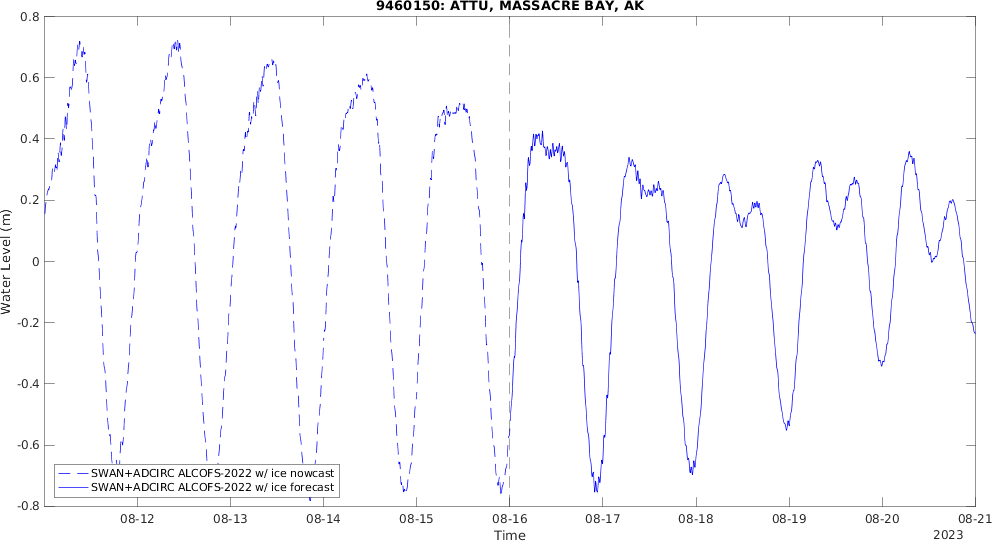 9460150: ATTU, MASSACRE BAY, AK
Water Level (m)
0.8
0.6
0.4
0.2
0
-0.2
-0.4
-0.6
-0.8
SWAN+ADCIRC ALCOFS-2022 w/ ice nowcast
SWAN+ADCIRC ALCOFS-2022 w/ ice forecast
08-12 08-13 08-14 08-15 08-16 08-17 08-18 08-19 08-20 08-21
Time
2023